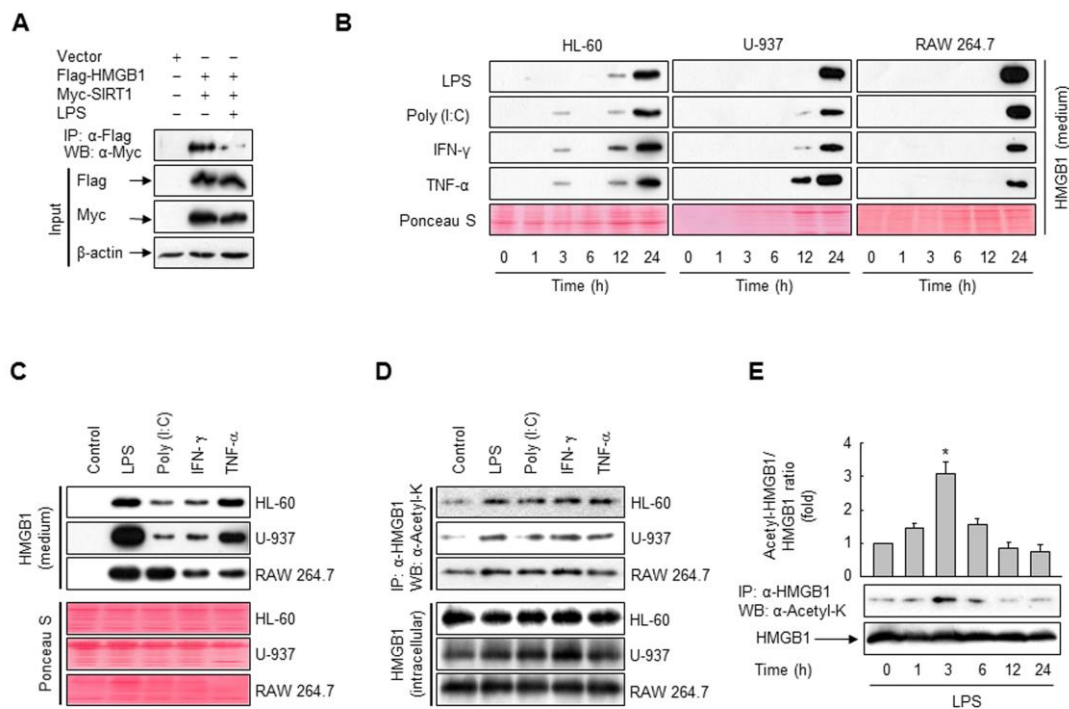 A
Vector + − −
Flag-HMGB1 − + +
Myc-SIRT1 − + +
LPS − − +
IP: α-Flag
WB: α-Myc
Input
Flag
Myc
β-actin
B
HL-60 U-937 RAW 264.7
LPS
Poly (I:C)
IFN-γ
TNF-α
Ponceau S
HMGB1 (medium)
0 1 3 6 12 24 0 1 3 6 12 24 0 1 3 6 12 24
Time (h) Time (h) Time (h)
C
Control LPS Poly (I:C) IFN- γ TNF-α
HMGB1
(medium)
HL-60
U-937
RAW 264.7
Ponceau S
HL-60
U-937
RAW 264.7
D
Control LPS Poly (I:C) IFN- γ TNF-α
IP: α-HMGB1
WB: α-Acetyl-K
HL-60
U-937
RAW 264.7
HMGB1
(intracellular)
HL-60
U-937
RAW 264.7
E
Acetyl-HMGB1/
HMGB1 ratio
(fold)
4
3
2
1
0
*
IP: α-HMGB1
WB: α-Acetyl-K
HMGB1
Time (h) 0 1 3 6 12 24
LPS